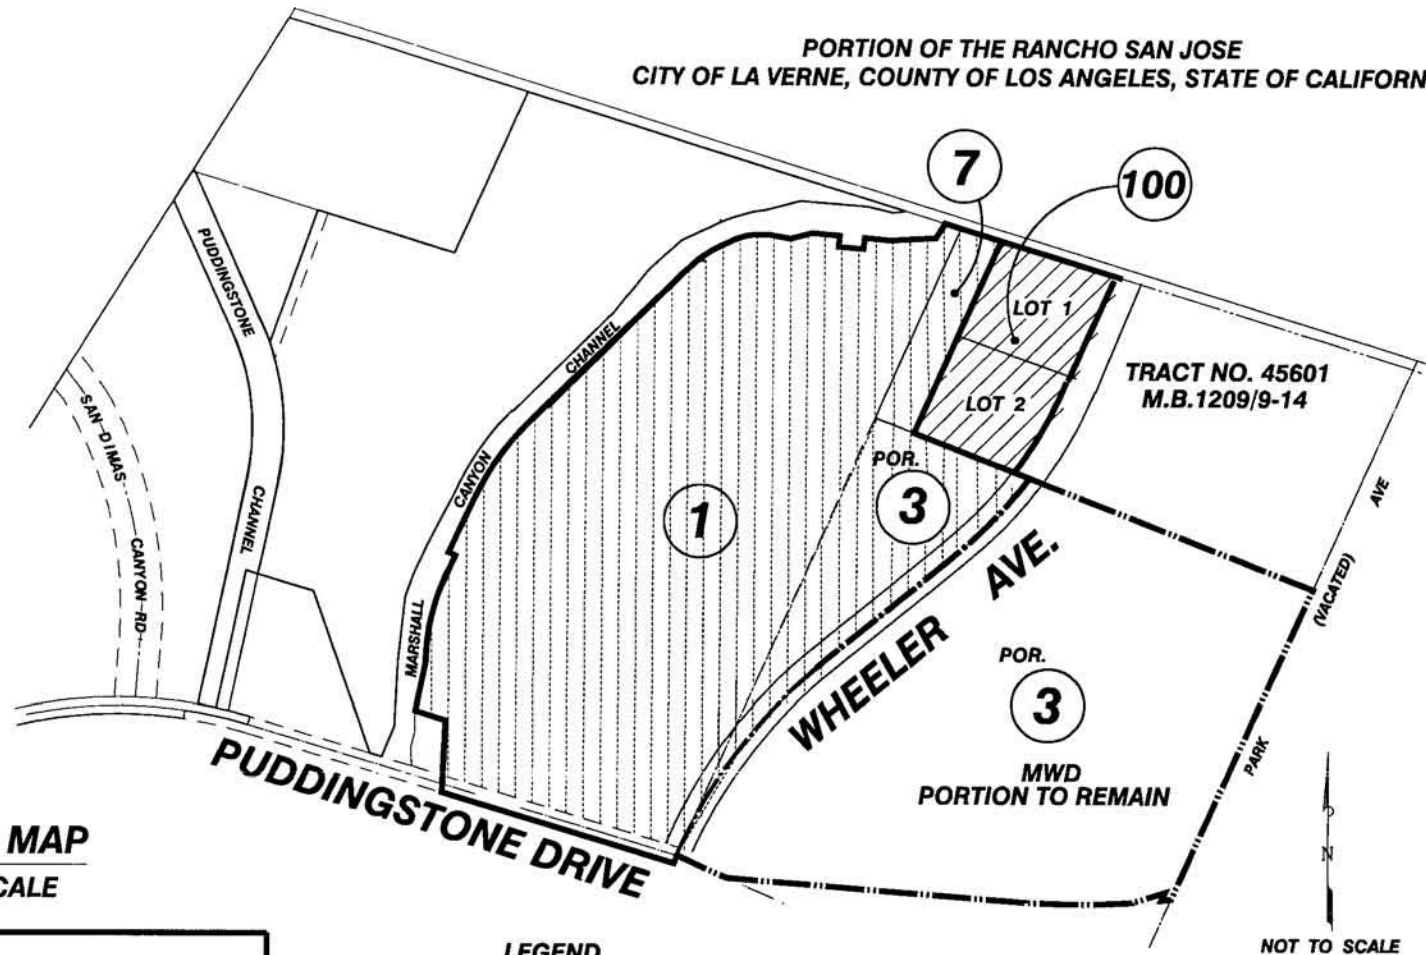 PORTION OF THE RANCHO SAN JOSE
CITY OF LA VERNE, COUNTY OF LOS ANGELES, STATE OF CALIFORN
7
100
PUDDINGSTONE
CHANNEL
LOT 1
TRACT NO. 45601
M.B.1209/9-14
CHANNEL
SAN DIMAS
CANYON RD
LOT 2
POR.
3
CANYON
1
AVE
AVE.
(VACATED)
MARSHALL
WHEELER
POR.
3
PARK
MWD
PORTION TO REMAIN
PUDDINGSTONE DRIVE
MAP
CALE
N
LEGEND
NOT TO SCALE